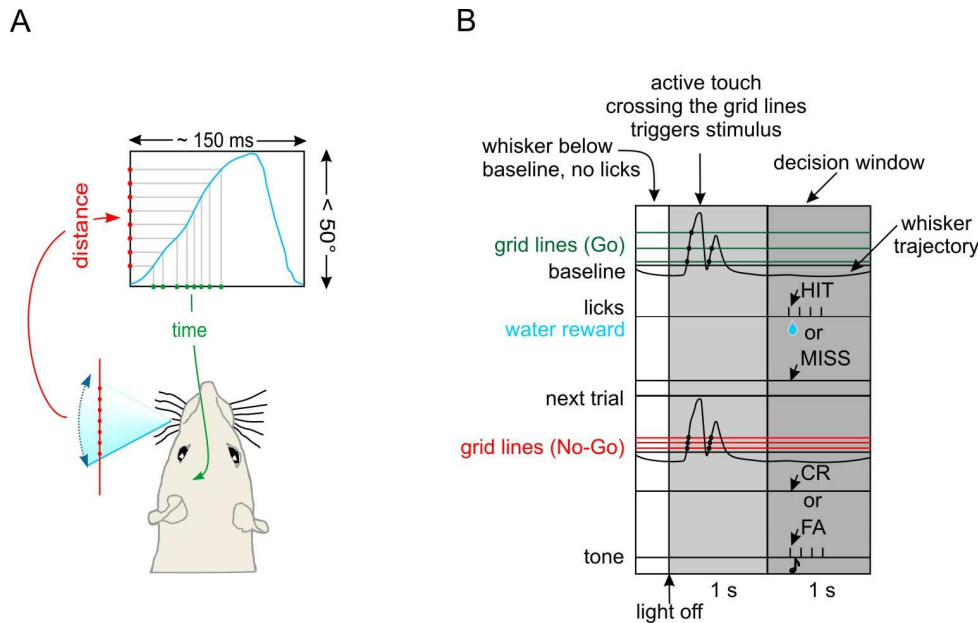 A
~ 150 ms
< 50°
distance
time
B
active touch
crossing the grid lines
triggers stimulus
whisker below
baseline, no licks
decision window
whisker
trajectory
grid lines (Go)
baseline
licks
HIT
water reward
or
MISS
next trial
grid lines (No-Go)
CR
or
FA
tone
1 s
1 s
light off